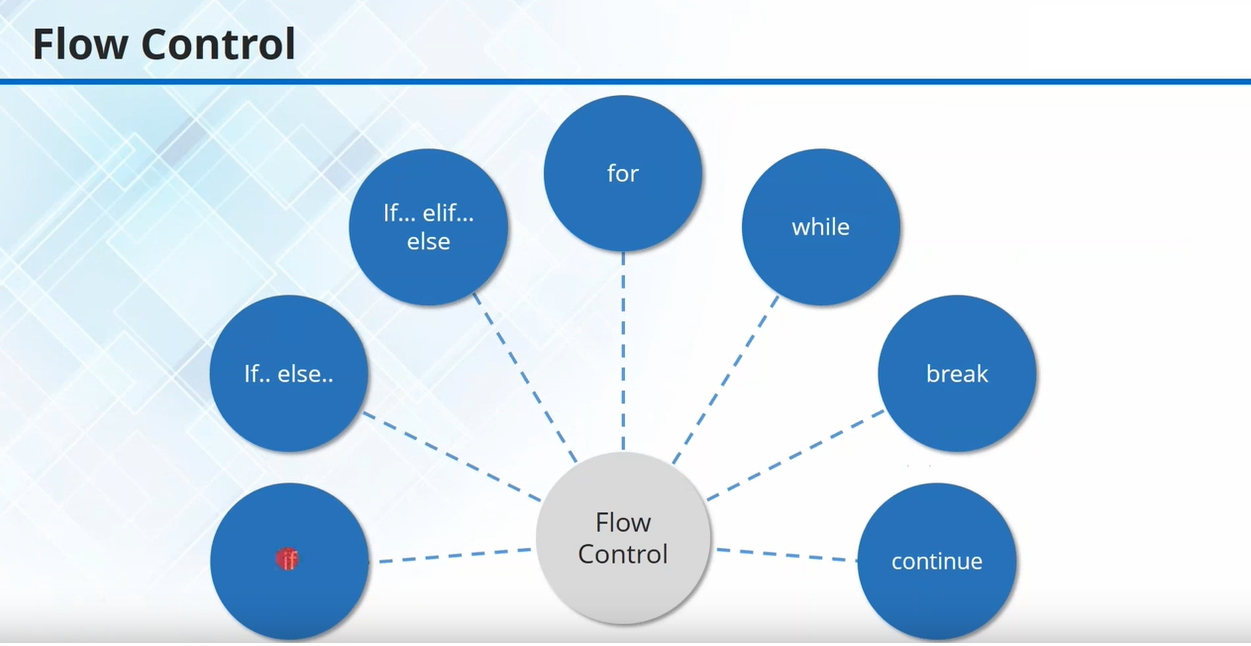 Flow Control
for
If... elif...
else
while
If.. else..
break
Flow
Control
if
continue